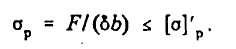 σₚ = F/(δb) ≤ [σ]′ₚ.